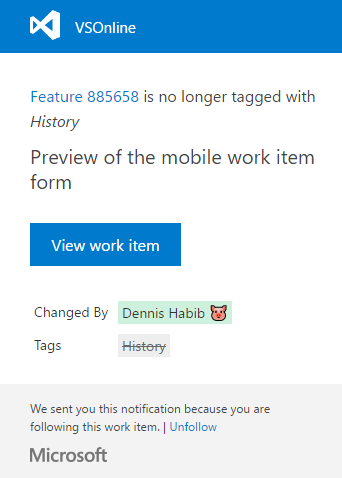 VSOnline
Feature 885658 is no longer tagged with
History
Preview of the mobile work item
form
View work item
Changed By Dennis Habib 🐷
Tags History
We sent you this notification because you are
following this work item. | Unfollow
Microsoft